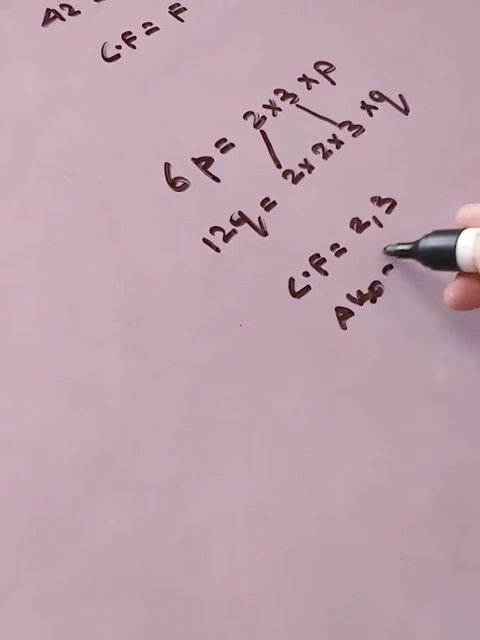 A2
C.F = F
6p = 2×3×p
12q = 2×2×3×q
C.F = 2,3